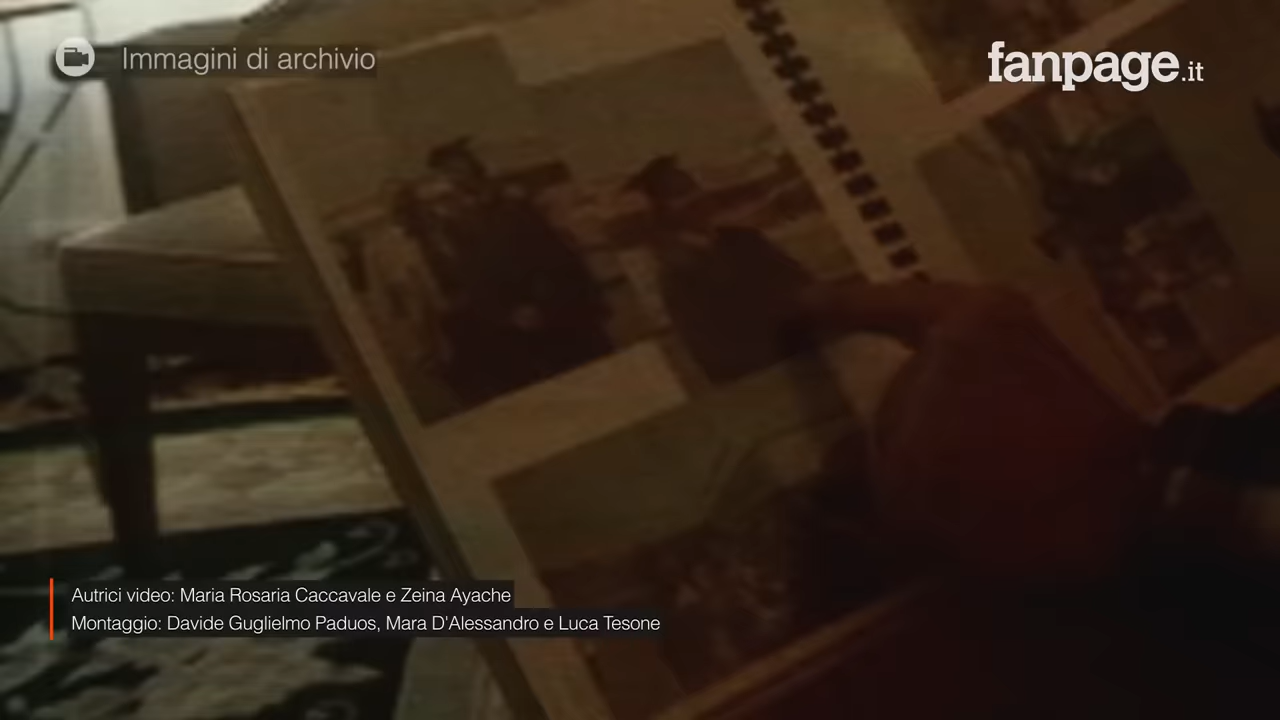 Immagini di archivio
fanpage.it
Autrici video: Maria Rosaria Caccavale e Zeina Ayache
Montaggio: Davide Guglielmo Paduos, Mara D'Alessandro e Luca Tesone